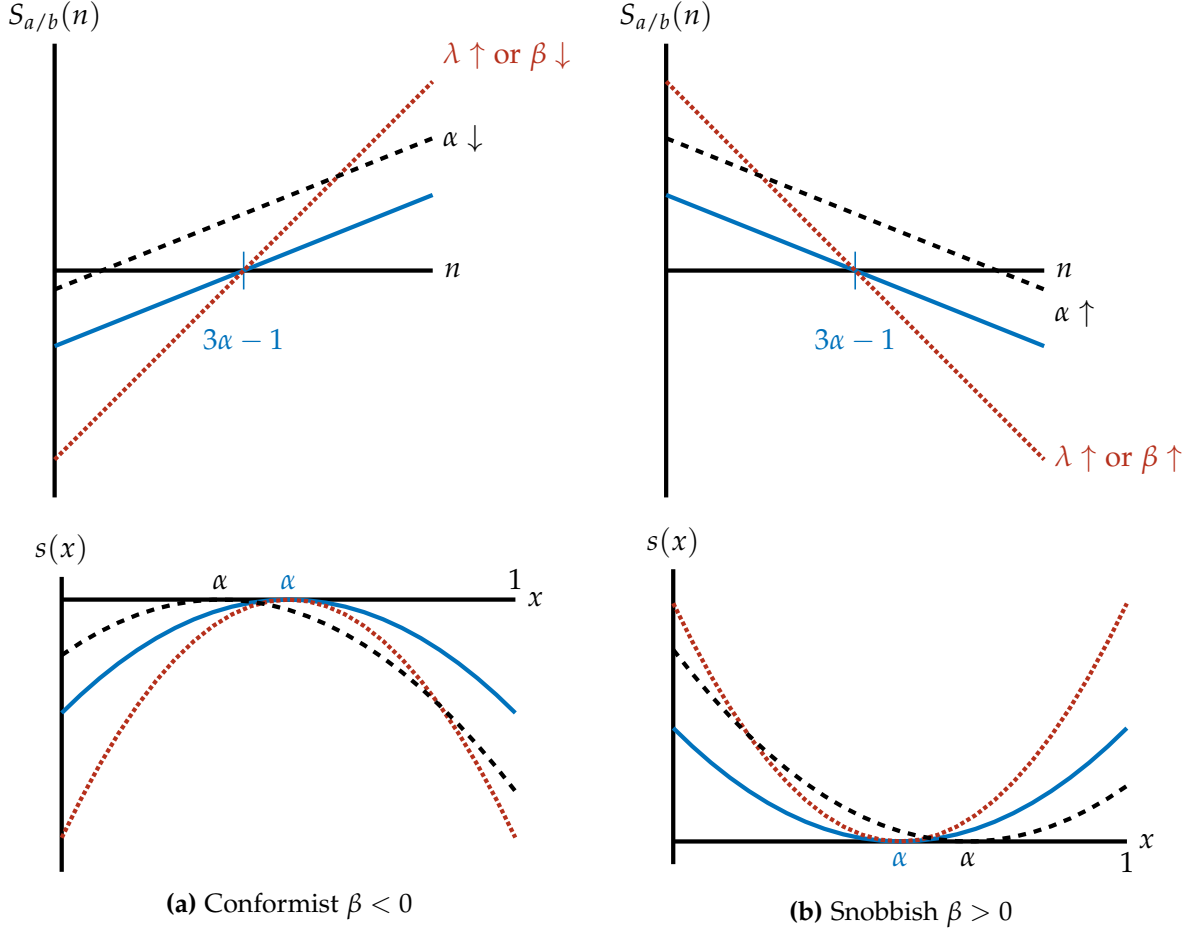 S_{a/b}(n)
λ ↑ or β ↓
α ↓
n
3α − 1
S_{a/b}(n)
n
α ↑
3α − 1
λ ↑ or β ↑
s(x)
α
α
1
x
(a) Conformist β < 0
s(x)
x
α
α
1
(b) Snobbish β > 0